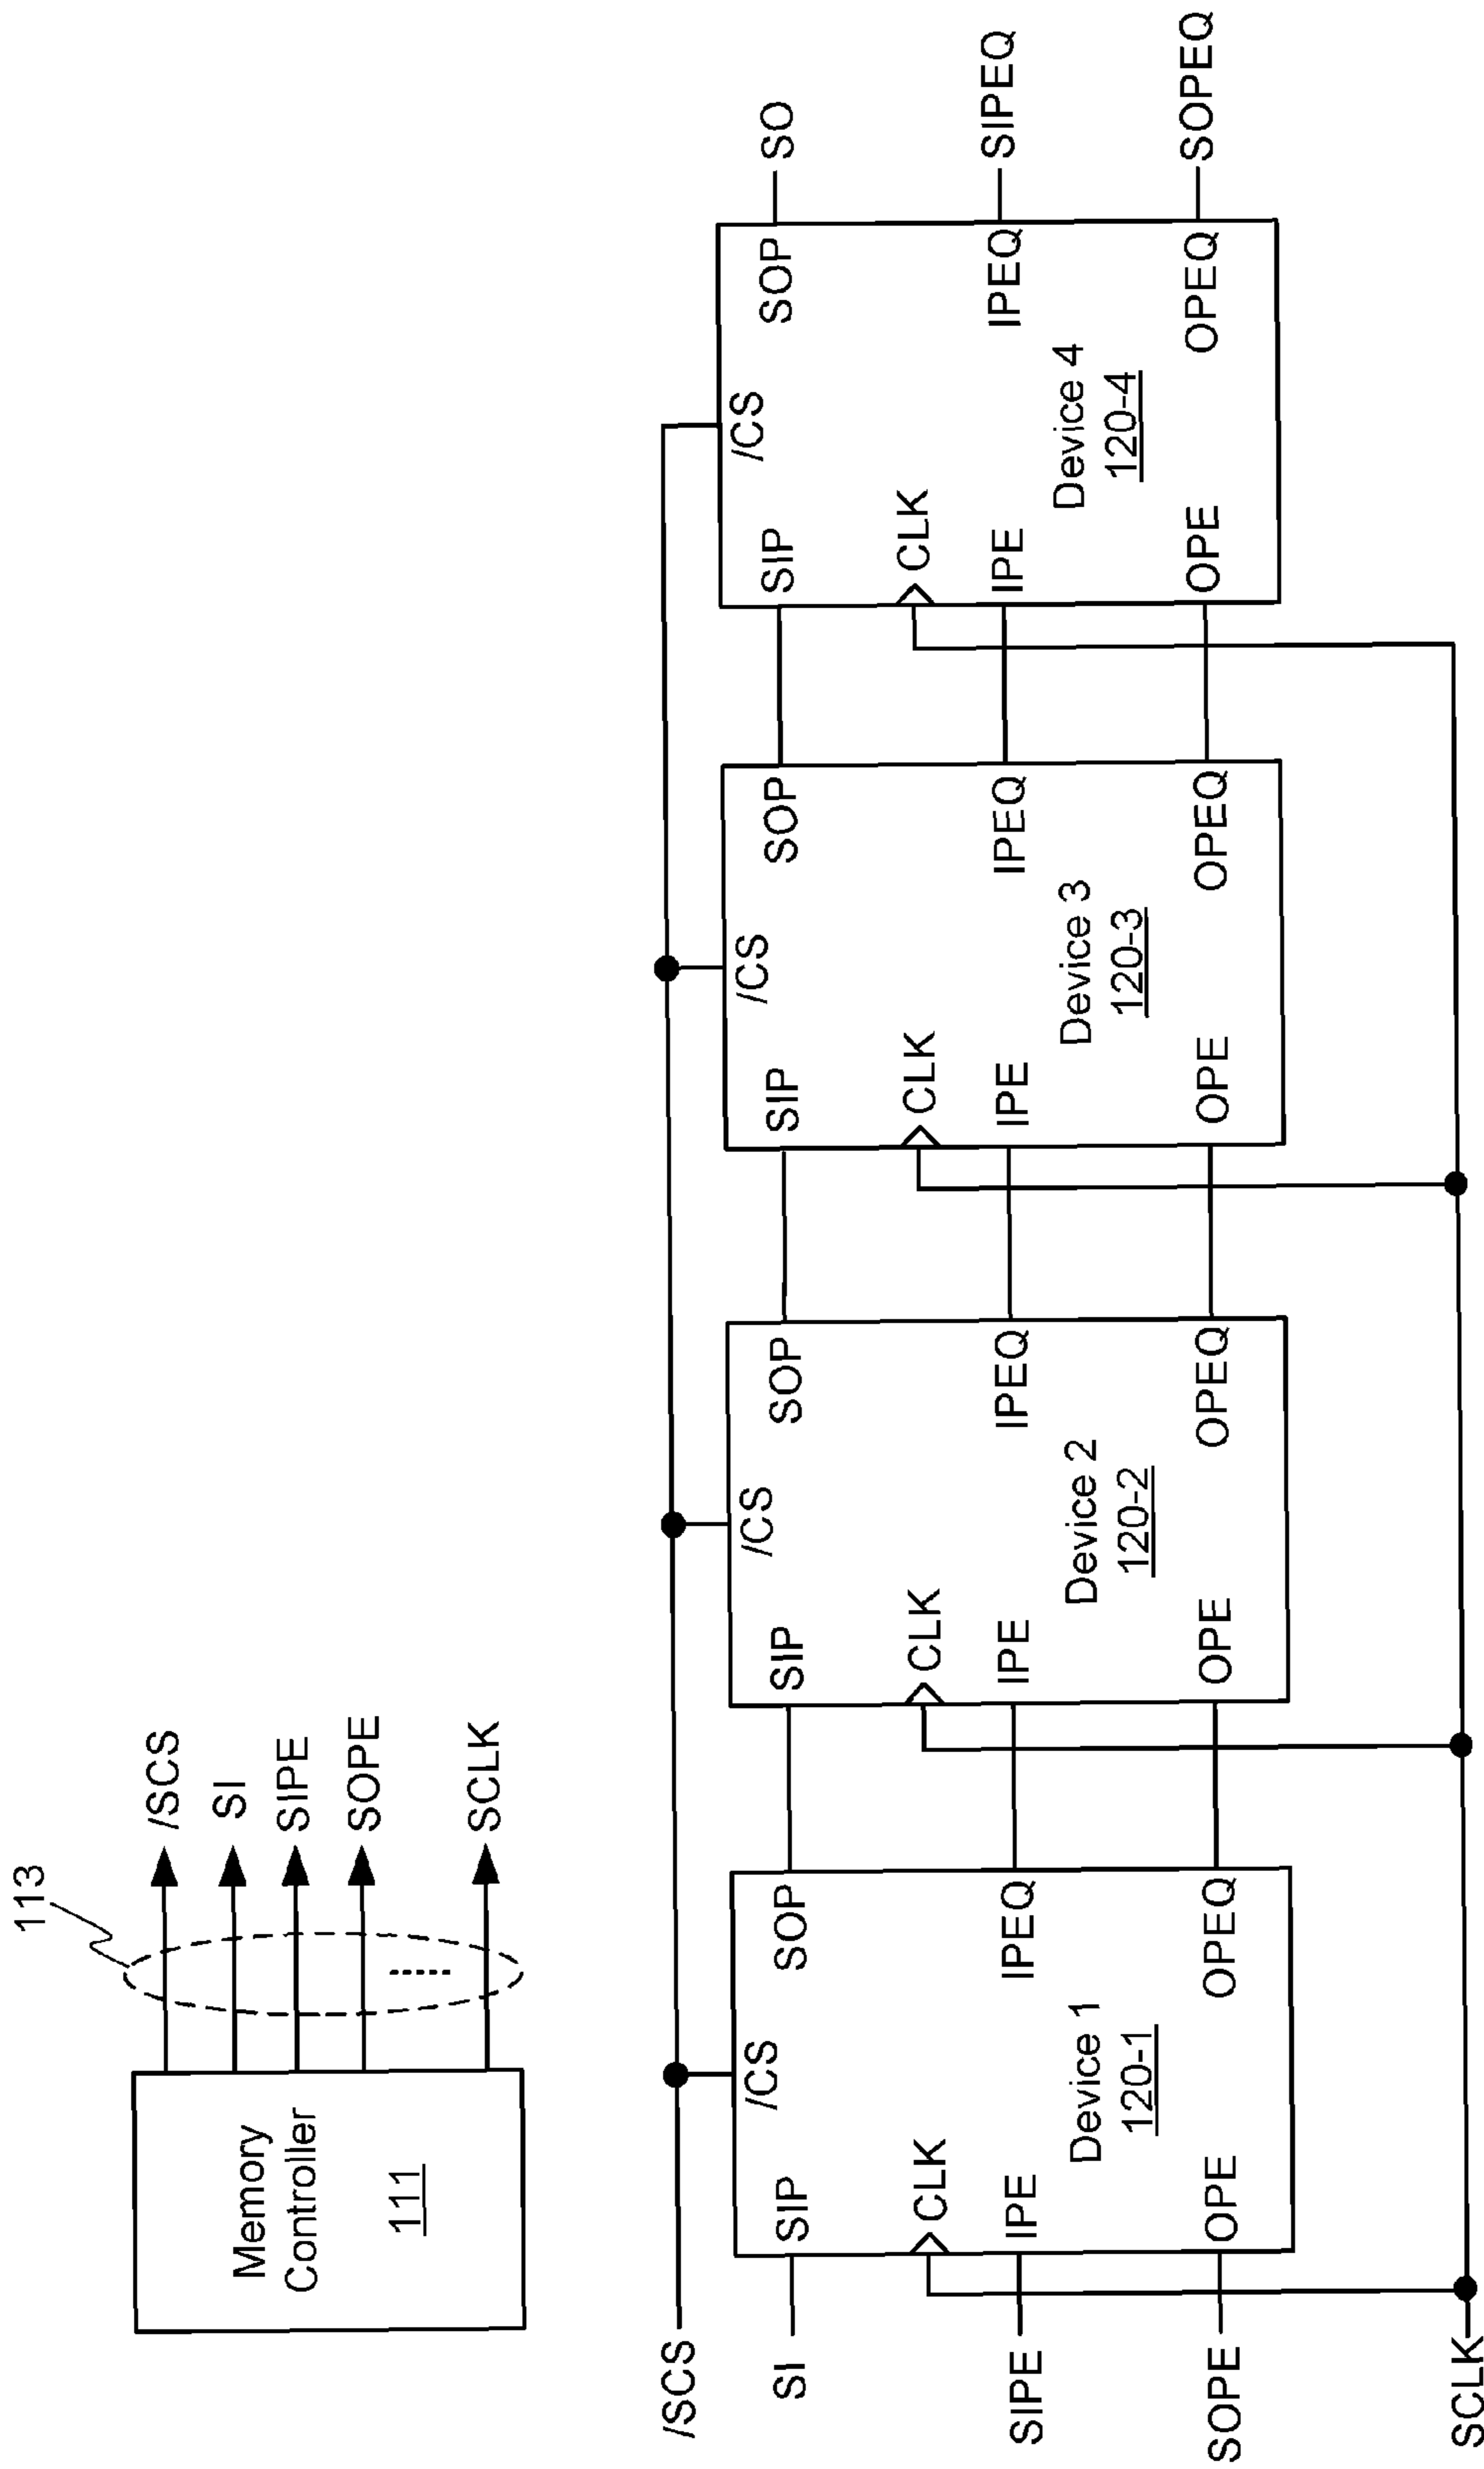 113
Memory
Controller
111
/SCS
SI
SIPE
SOPE
SCLK
/SCS
SI
SIPE
SOPE
SCLK
SIP
/CS
SOP
CLK
IPE
IPEQ
Device 1
120-1
OPE
OPEQ
SIP
/CS
SOP
CLK
IPE
IPEQ
Device 2
120-2
OPE
OPEQ
SIP
/CS
SOP
CLK
IPE
IPEQ
Device 3
120-3
OPE
OPEQ
SIP
/CS
SOP
CLK
IPE
IPEQ
Device 4
120-4
OPE
OPEQ
SO
SIPEQ
SOPEQ